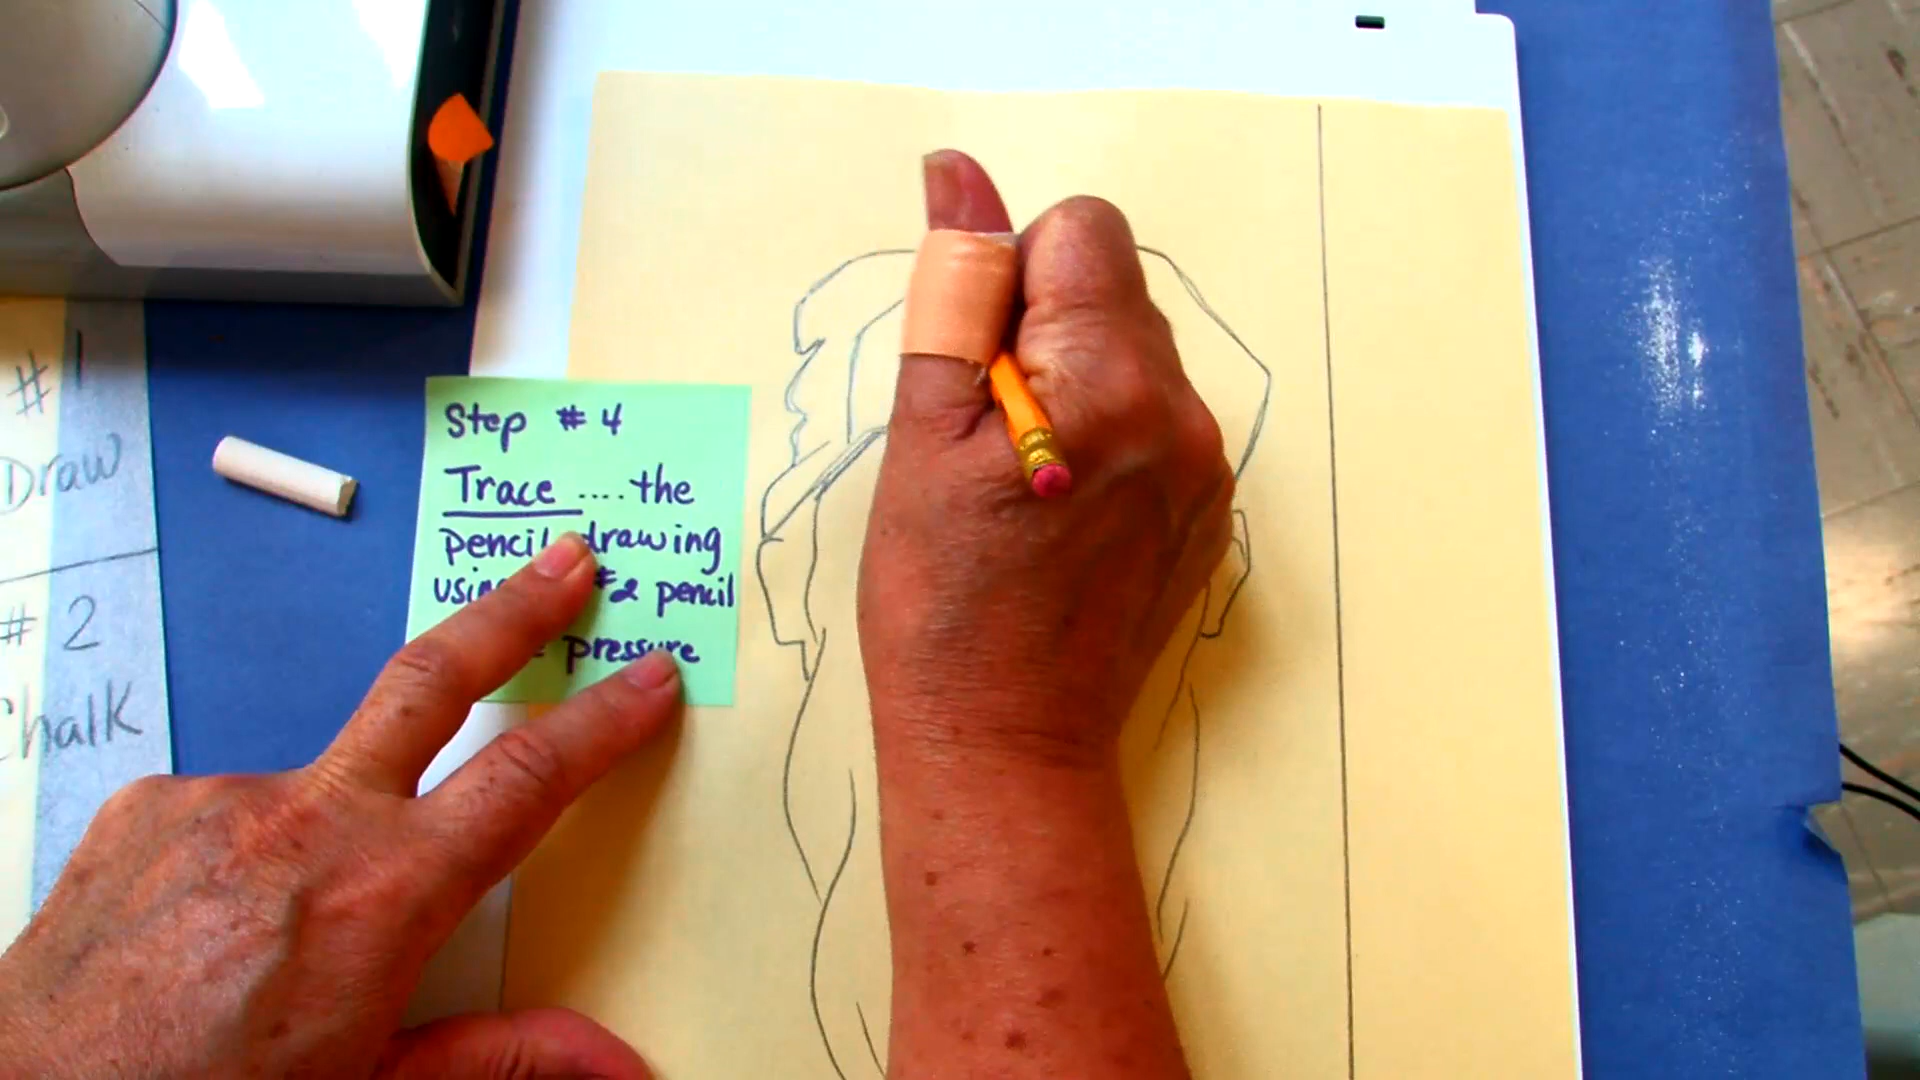 # 1
Draw
# 2
Chalk
Step # 4
Trace .... the
pencil drawing
#2 pencil
pressure